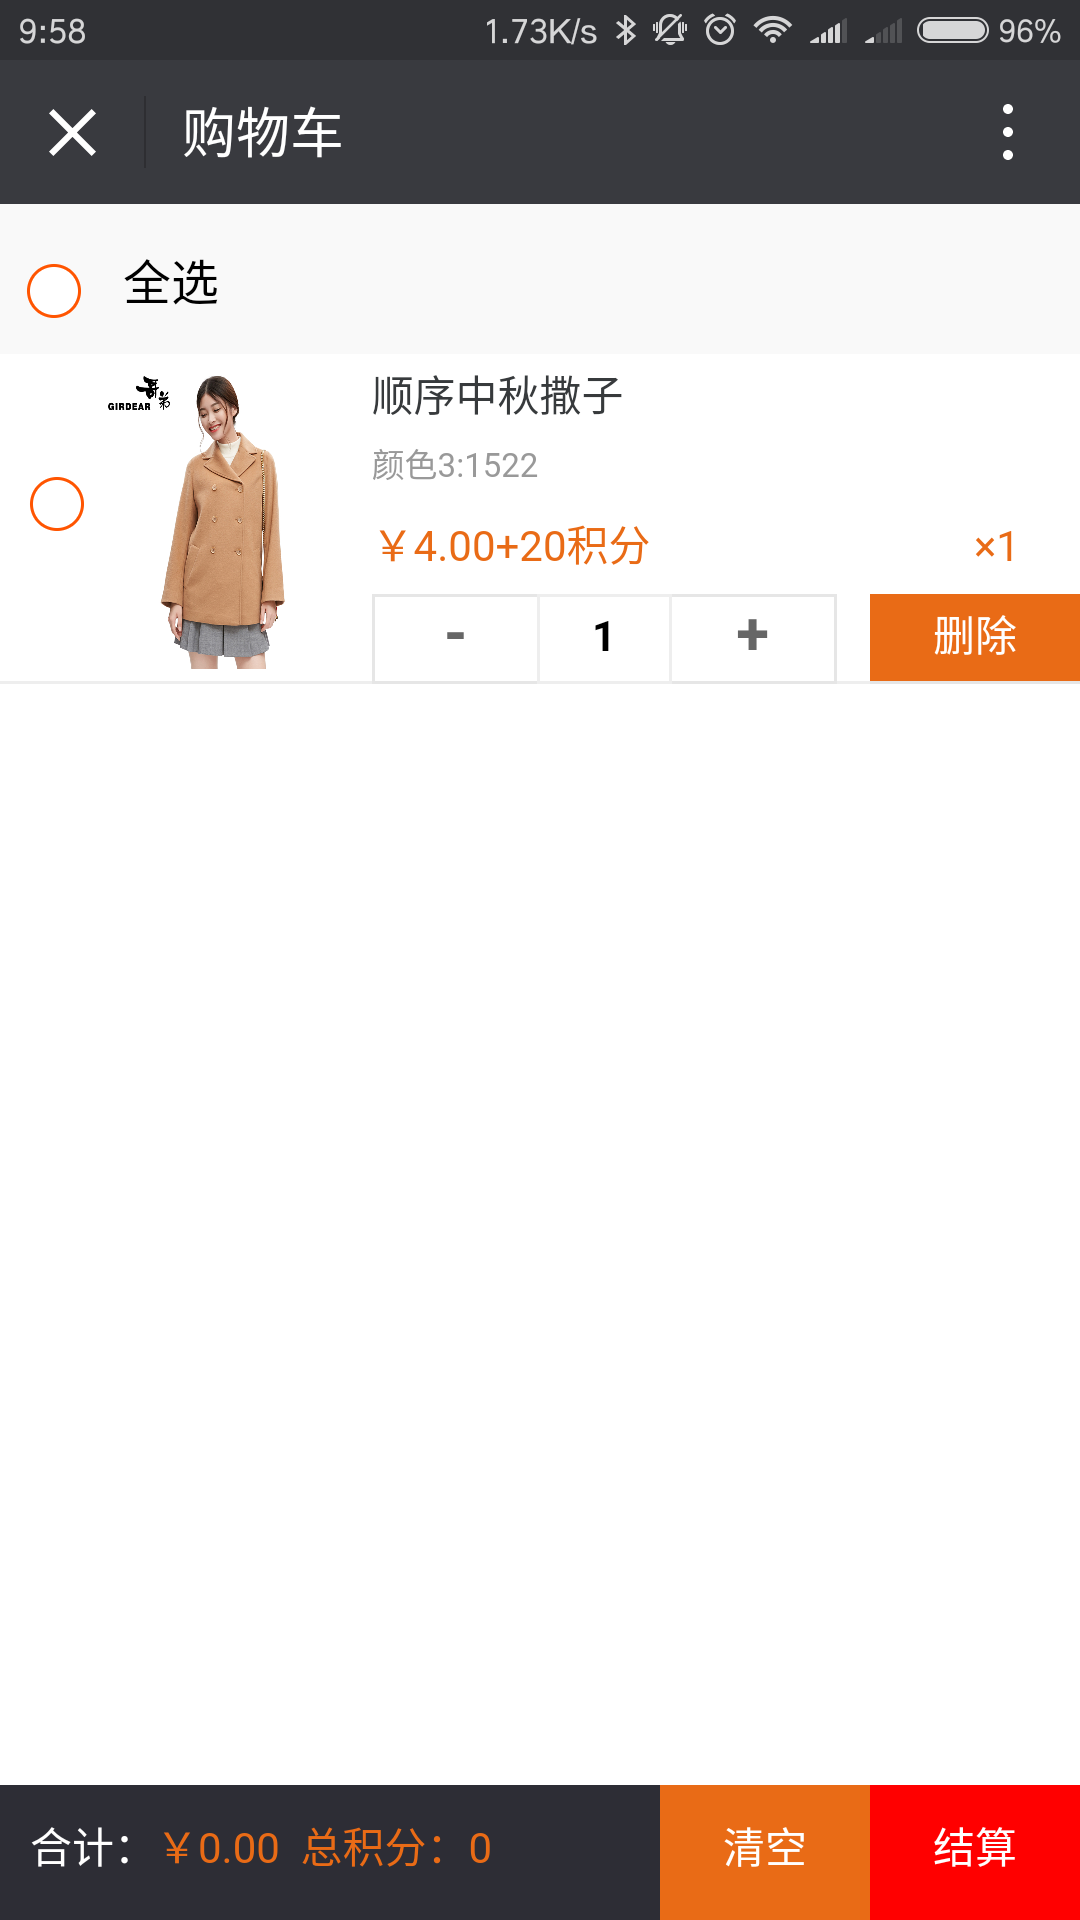 9:58 1.73K/s 96%
购物车
全选
哥弟
GIRDEAR
顺序中秋撒子
颜色3:1522
￥4.00+20积分 ×1
- 1 + 删除
合计：￥0.00 总积分：0 清空 结算